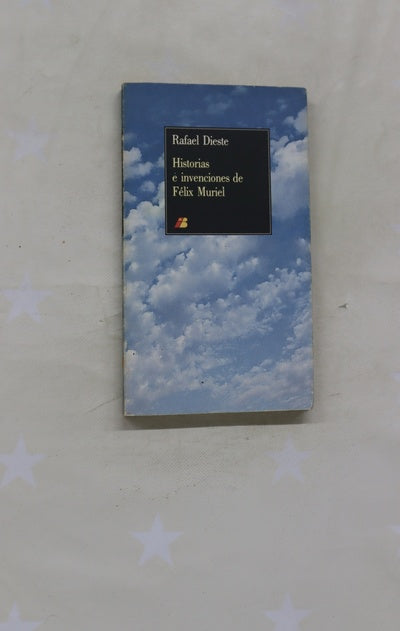 Rafael Dieste
Historias
e invenciones de
Félix Muriel